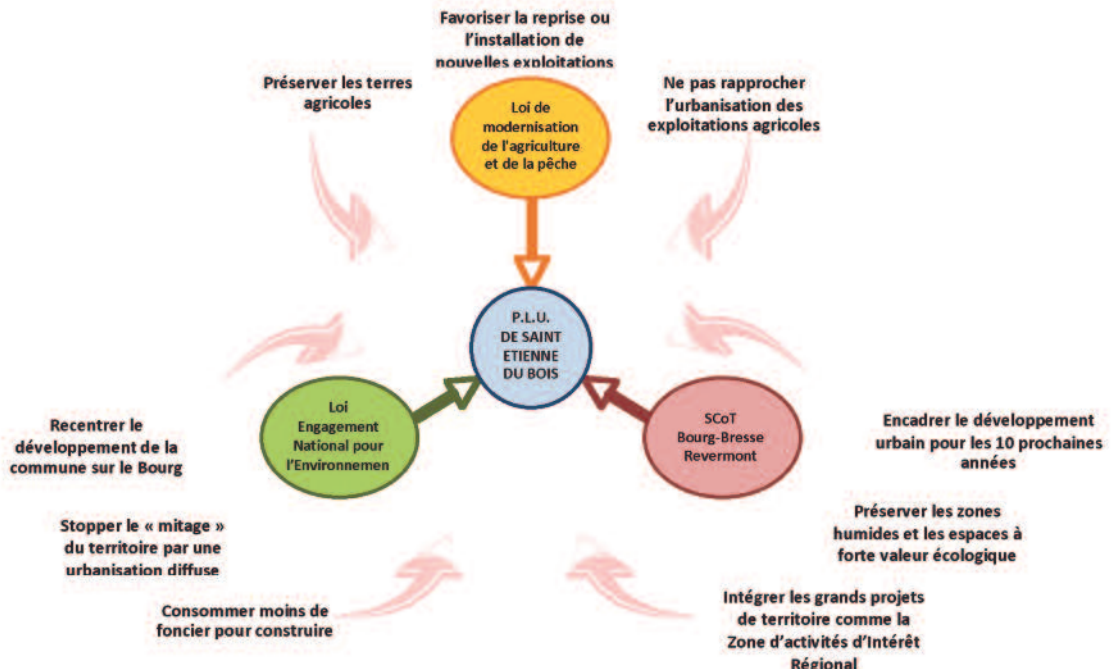 Favoriser la reprise ou
l'installation de
nouvelles exploitations
Préserver les terres
agricoles
Ne pas rapprocher
l'urbanisation des
exploitations agricoles
Loi de
modernisation
de l'agriculture
et de la pêche
P.L.U.
DE SAINT
ETIENNE
DU BOIS
Loi
Engagement
National pour
l'Environnemen
SCoT
Bourg-Bresse
Revermont
Recentrer le
développement de la
commune sur le Bourg
Encadrer le développement
urbain pour les 10 prochaines
années
Stopper le « mitage »
du territoire par une
urbanisation diffuse
Préserver les zones
humides et les espaces à
forte valeur écologique
Consommer moins de
foncier pour construire
Intégrer les grands projets
de territoire comme la
Zone d'activités d'Intérêt
Régional